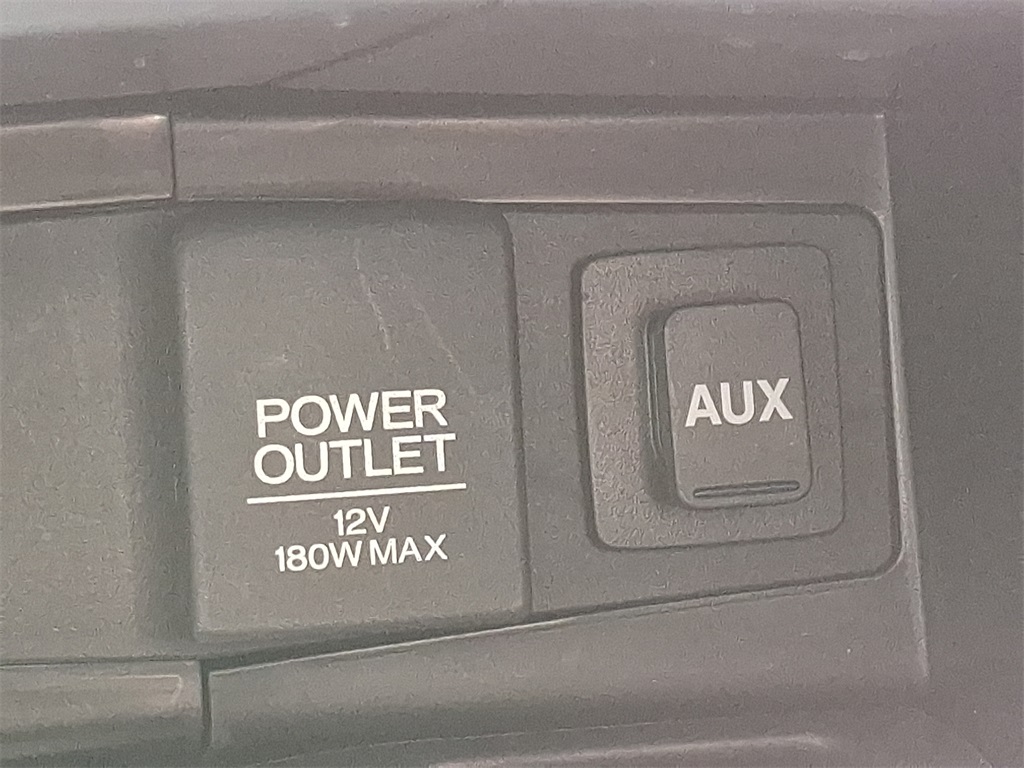 POWER
OUTLET
12V
180W MAX
AUX